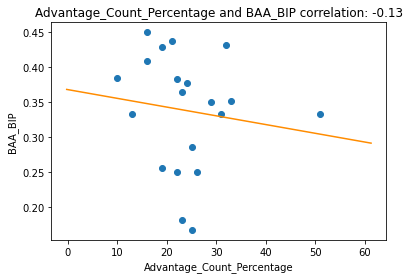 Advantage_Count_Percentage and BAA_BIP correlation: -0.13
0.45
0.40
0.35
0.30
0.25
0.20
BAA_BIP
0 10 20 30 40 50 60
Advantage_Count_Percentage